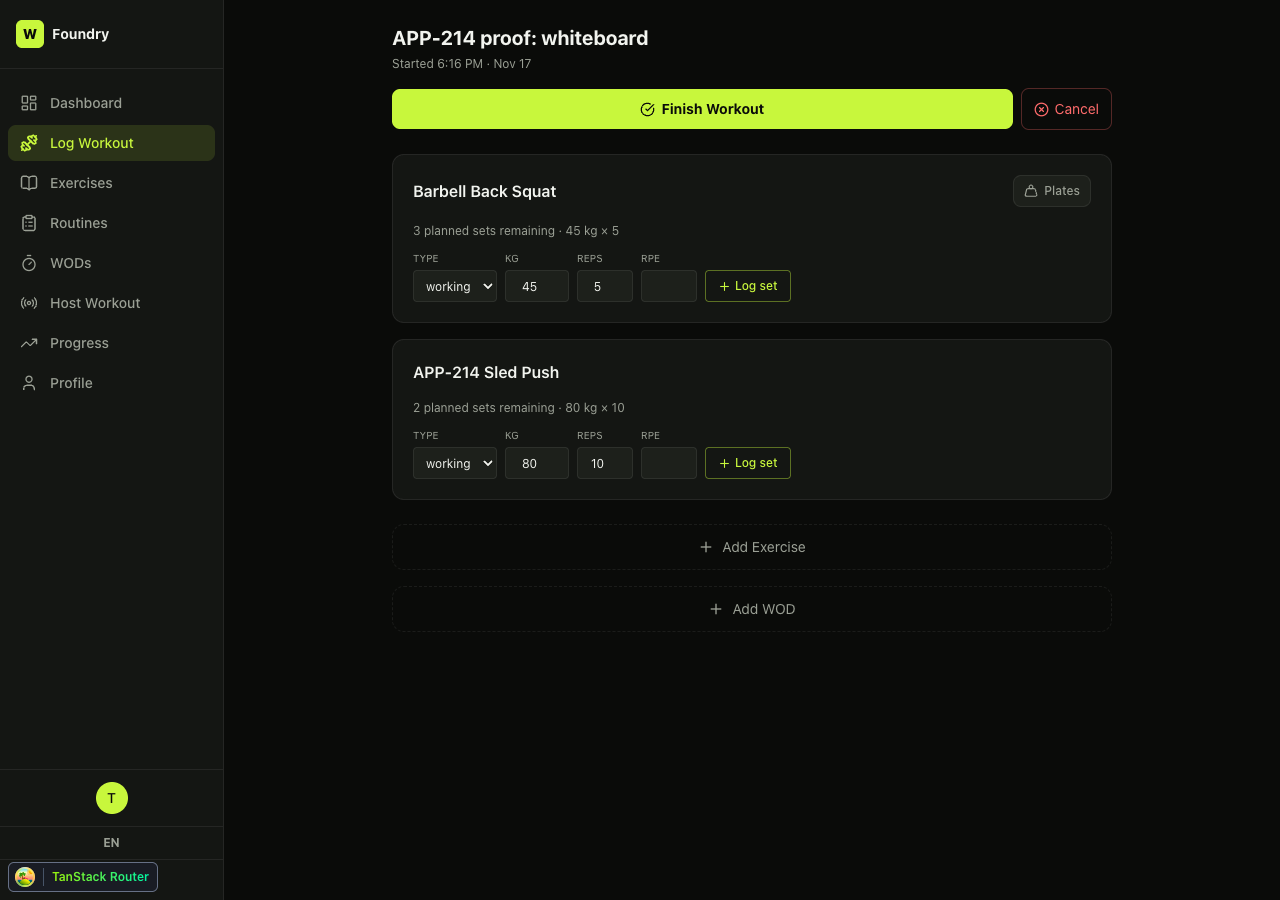 W Foundry
Dashboard
Log Workout
Exercises
Routines
WODs
Host Workout
Progress
Profile
T
EN
TanStack Router
APP-214 proof: whiteboard
Started 6:16 PM · Nov 17
Finish Workout
Cancel
Barbell Back Squat
Plates
3 planned sets remaining · 45 kg × 5
TYPE KG REPS RPE
working 45 5 + Log set
APP-214 Sled Push
2 planned sets remaining · 80 kg × 10
TYPE KG REPS RPE
working 80 10 + Log set
+ Add Exercise
+ Add WOD